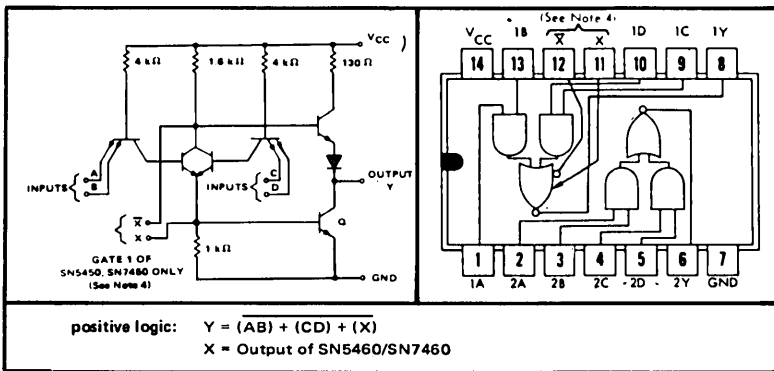 VCC )
4 kΩ 1.6 kΩ 4 kΩ 130 Ω
INPUTS { A B
INPUTS { C D
OUTPUT Y
{ X̅ X
Q
1 kΩ
GATE 1 OF
SN5450, SN7460 ONLY
(See Note 4)
GND
(See Note 4)
VCC 1B X̅ X 1D 1C 1Y
14 13 12 11 10 9 8
1 2 3 4 5 6 7
1A 2A 2B 2C -2D - 2Y GND
positive logic: Y = \overline{(AB) + (CD) + (X)}
X = Output of SN5460/SN7460